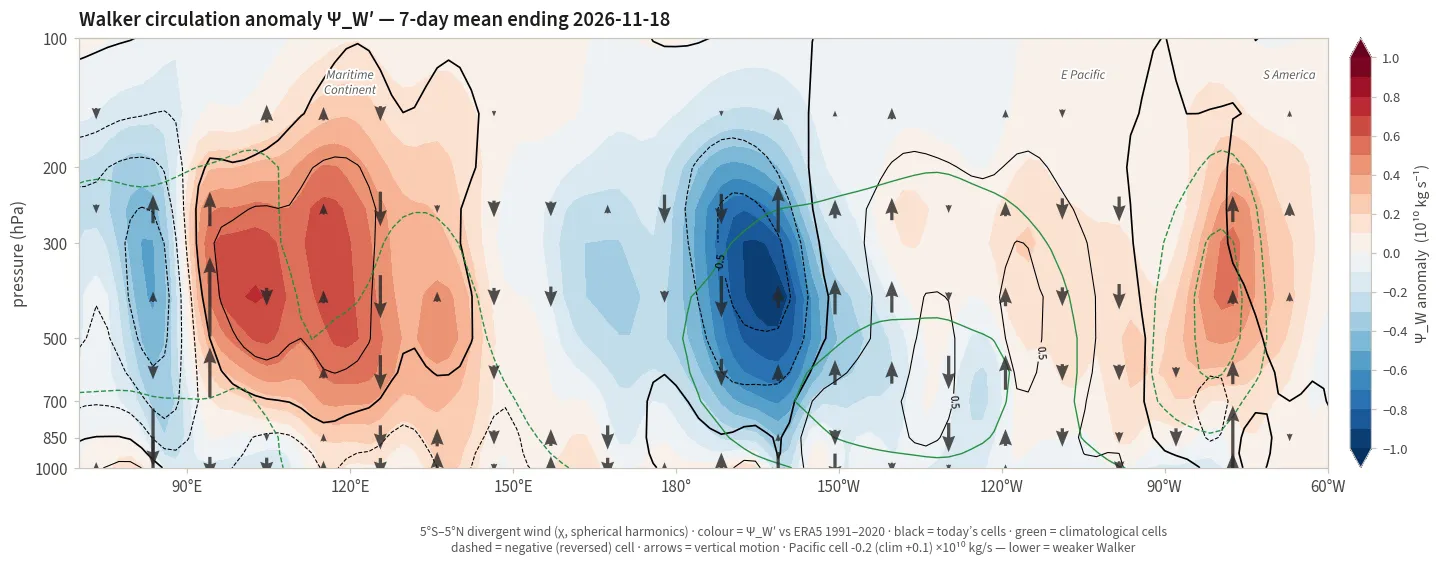 Walker circulation anomaly Ψ_W′ — 7-day mean ending 2026-11-18
100
200
300
400
500
700
850
1000
pressure (hPa)
Maritime
Continent
E Pacific
S America
-0.5
0.5
0.5
90°E
120°E
150°E
180°
150°W
120°W
90°W
60°W
1.0
0.8
0.6
0.4
0.2
0.0
−0.2
−0.4
−0.6
−0.8
−1.0
Ψ_W anomaly (10¹⁰ kg s⁻¹)
5°S–5°N divergent wind (χ, spherical harmonics) · colour = Ψ_W′ vs ERA5 1991–2020 · black = today's cells · green = climatological cells
dashed = negative (reversed) cell · arrows = vertical motion · Pacific cell -0.2 (clim +0.1) ×10¹⁰ kg/s — lower = weaker Walker